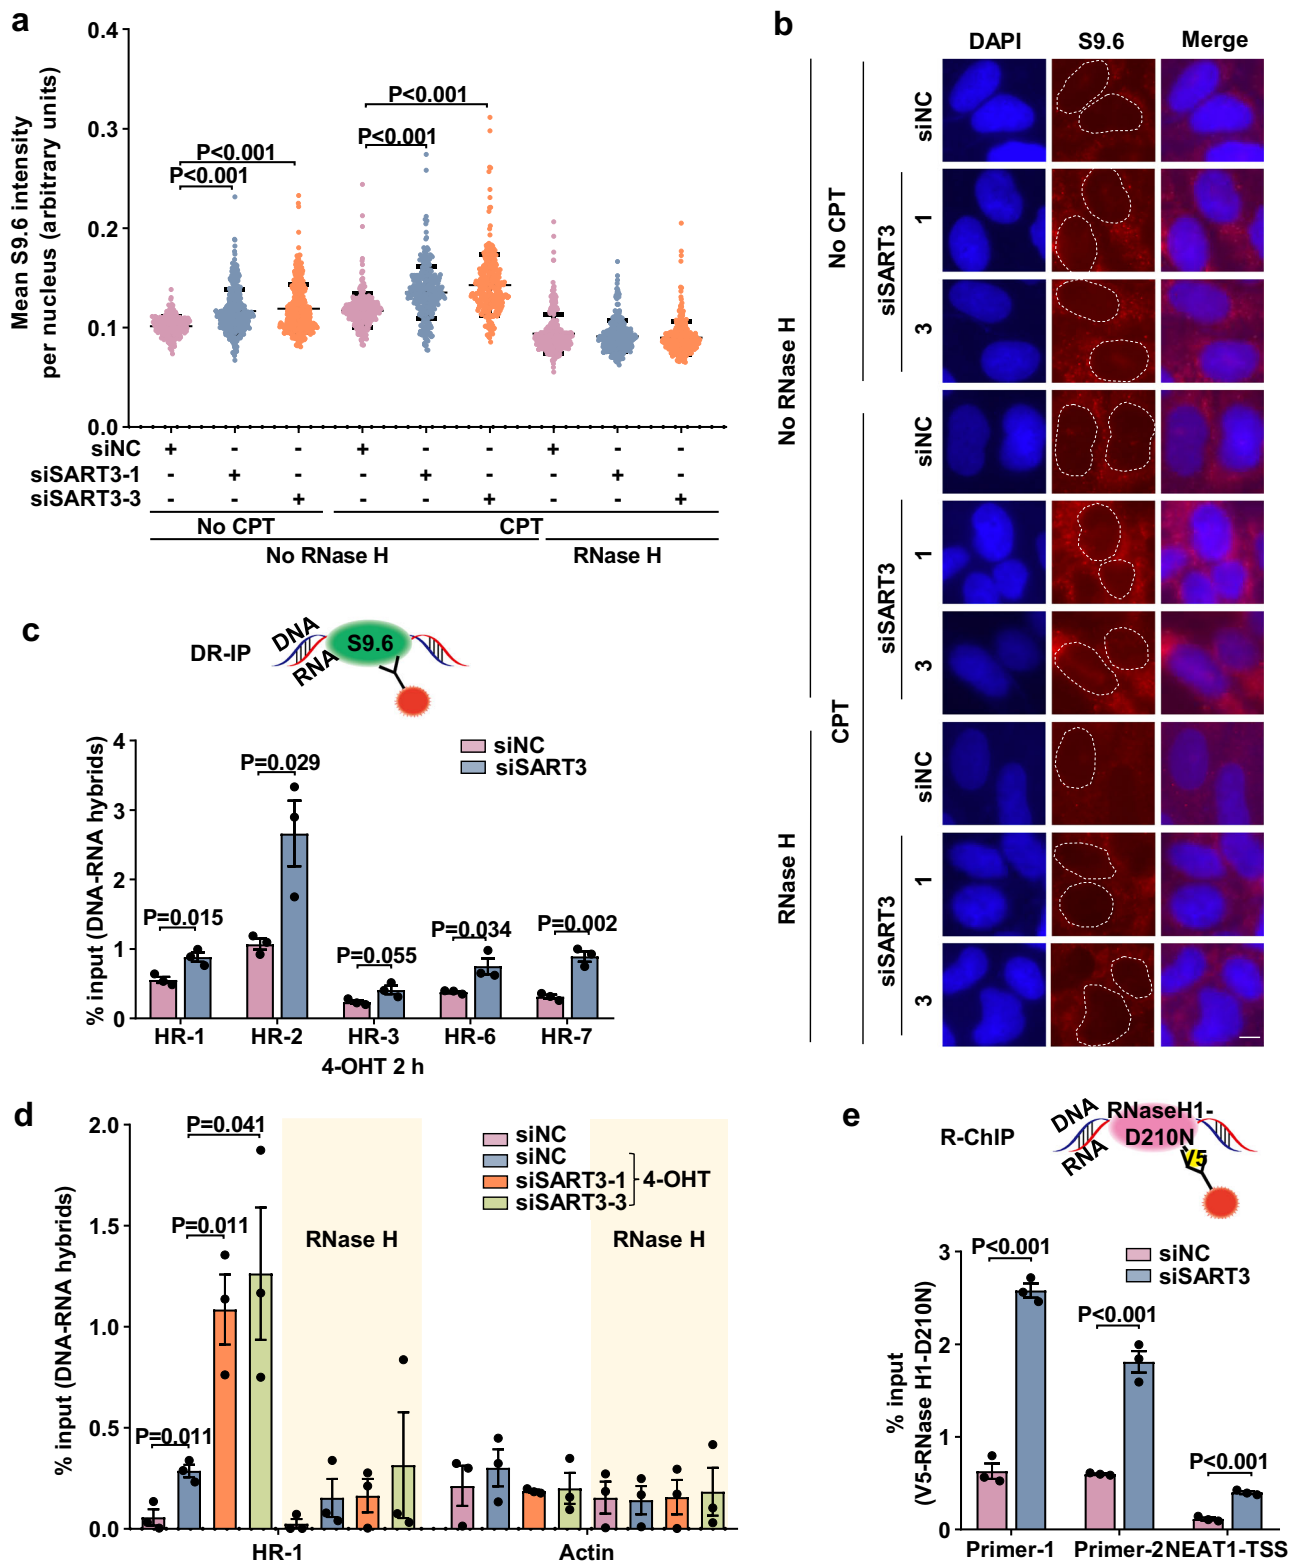 a
0.4
0.3
0.2
0.1
0.0
Mean S9.6 intensity
per nucleus (arbitrary units)
P<0.001
P<0.001
P<0.001
P<0.001
siNC + - - + - - + - -
siSART3-1 - + - - + - - + -
siSART3-3 - - + - - + - - +
No CPT CPT
No RNase H RNase H
b
DAPI S9.6 Merge
siNC
1
3
siSART3
No CPT
siNC
1
3
siSART3
No RNase H
CPT
siNC
1
3
siSART3
RNase H
c
DR-IP
DNA
RNA
S9.6
% input (DNA-RNA hybrids)
4
3
2
1
0
siNC
siSART3
P=0.015
P=0.029
P=0.055
P=0.034
P=0.002
HR-1 HR-2 HR-3 HR-6 HR-7
4-OHT 2 h
d
% input (DNA-RNA hybrids)
2.0
1.5
1.0
0.5
0.0
P=0.041
P=0.011
P=0.011
siNC
siNC
siSART3-1
siSART3-3
4-OHT
RNase H
RNase H
HR-1 Actin
e
R-ChIP
DNA
RNA
RNaseH1-
D210N
V5
% input
(V5-RNase H1-D210N)
3
2
1
0
siNC
siSART3
P<0.001
P<0.001
P<0.001
Primer-1 Primer-2 NEAT1-TSS